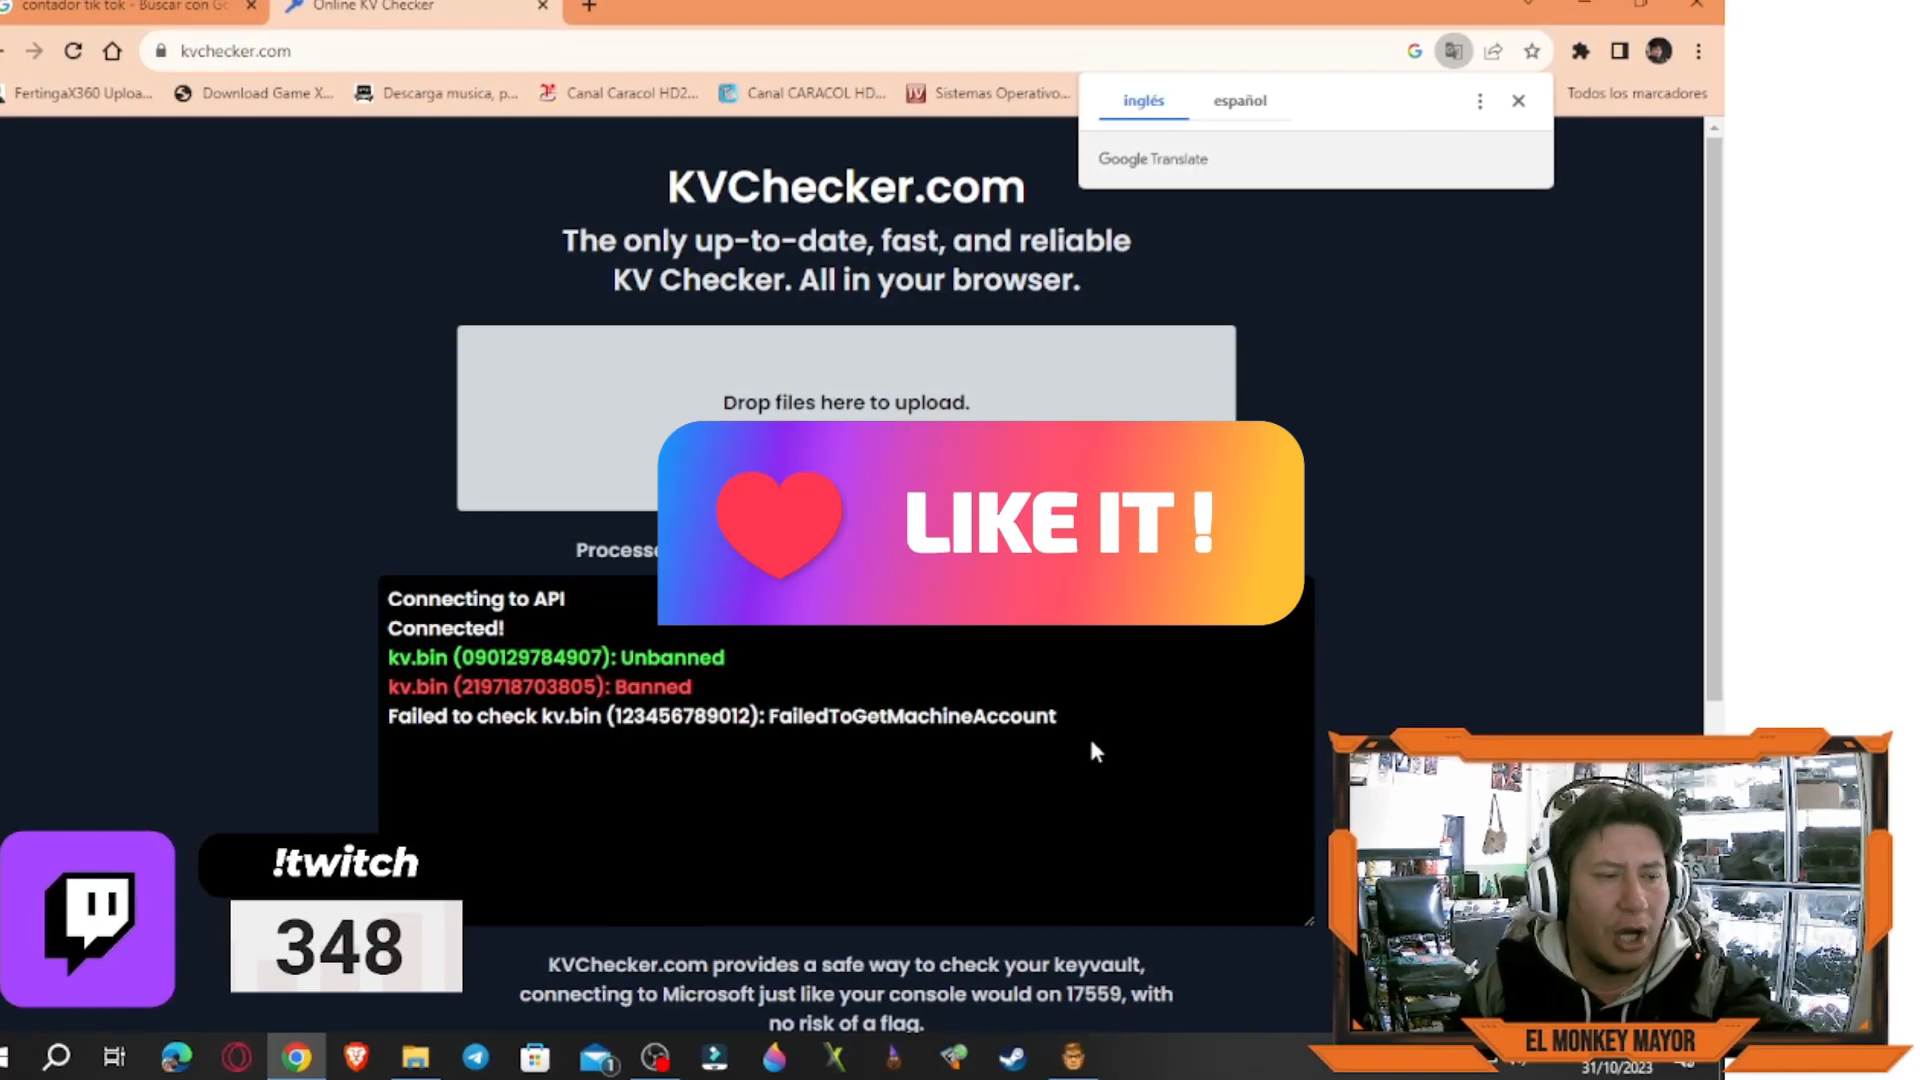 contador tik tok - Buscar con Go
Online KV Checker
kvchecker.com
FertingaX360 Uploa...
Download Game X...
Descarga musica, p...
Canal Caracol HD2...
Canal CARACOL HD...
Sistemas Operativo...
Todos los marcadores
inglés
español
Google Translate
KVChecker.com
The only up-to-date, fast, and reliable
KV Checker. All in your browser.
Drop files here to upload.
LIKE IT !
Connecting to API
Connected!
kv.bin (090129784907): Unbanned
kv.bin (219718703805): Banned
Failed to check kv.bin (123456789012): FailedToGetMachineAccount
!twitch
348
KVChecker.com provides a safe way to check your keyvault,
connecting to Microsoft just like your console would on 17559, with
no risk of a flag.
EL MONKEY MAYOR
31/10/2023